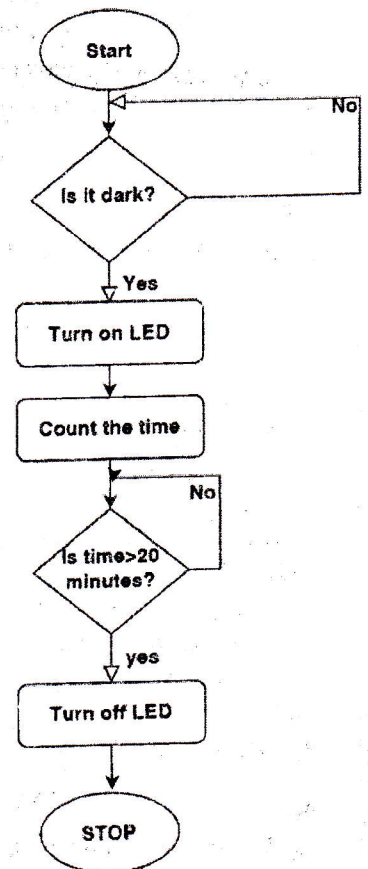 Start
No
Is it dark?
Yes
Turn on LED
Count the time
No
Is time>20
minutes?
yes
Turn off LED
STOP